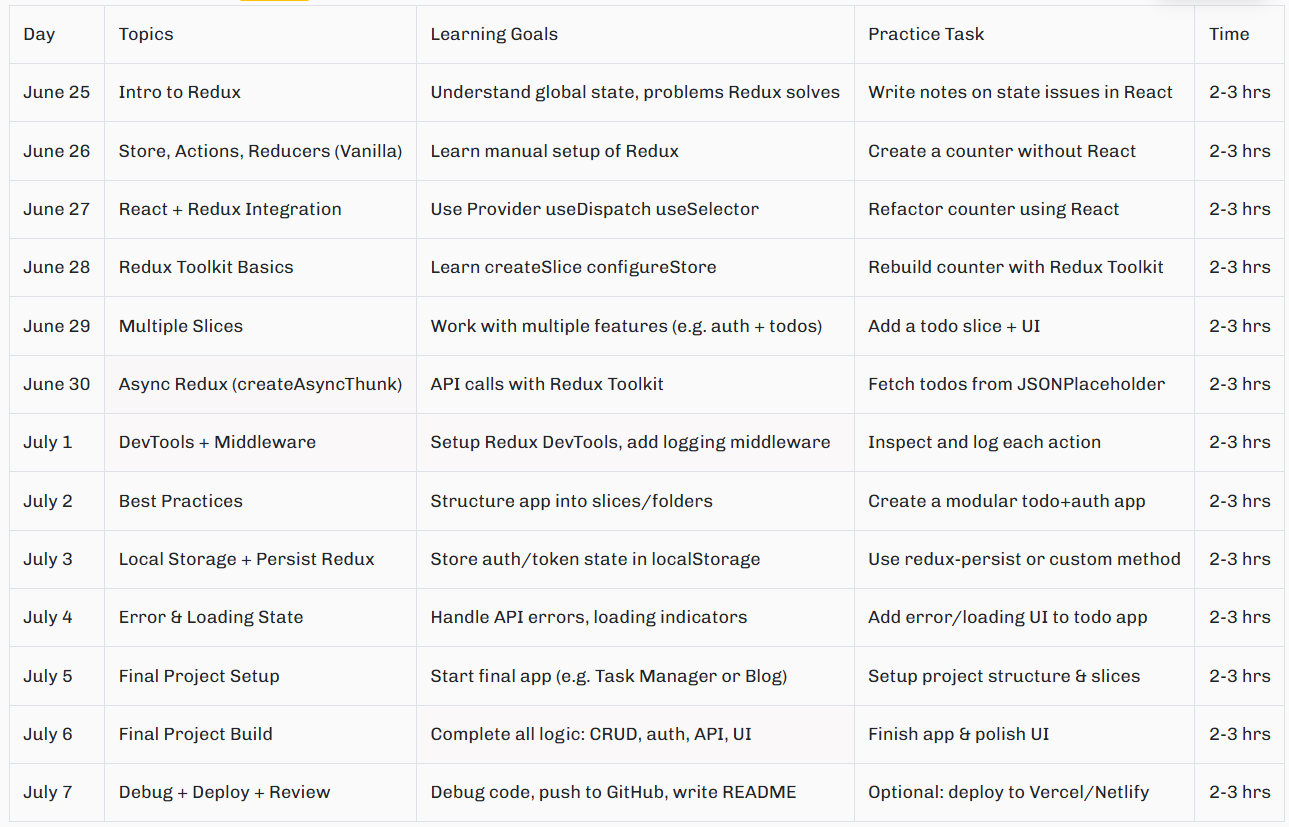 Day Topics Learning Goals Practice Task Time
June 25 Intro to Redux Understand global state, problems Redux solves Write notes on state issues in React 2-3 hrs
June 26 Store, Actions, Reducers (Vanilla) Learn manual setup of Redux Create a counter without React 2-3 hrs
June 27 React + Redux Integration Use Provider useDispatch useSelector Refactor counter using React 2-3 hrs
June 28 Redux Toolkit Basics Learn createSlice configureStore Rebuild counter with Redux Toolkit 2-3 hrs
June 29 Multiple Slices Work with multiple features (e.g. auth + todos) Add a todo slice + UI 2-3 hrs
June 30 Async Redux (createAsyncThunk) API calls with Redux Toolkit Fetch todos from JSONPlaceholder 2-3 hrs
July 1 DevTools + Middleware Setup Redux DevTools, add logging middleware Inspect and log each action 2-3 hrs
July 2 Best Practices Structure app into slices/folders Create a modular todo+auth app 2-3 hrs
July 3 Local Storage + Persist Redux Store auth/token state in localStorage Use redux-persist or custom method 2-3 hrs
July 4 Error & Loading State Handle API errors, loading indicators Add error/loading UI to todo app 2-3 hrs
July 5 Final Project Setup Start final app (e.g. Task Manager or Blog) Setup project structure & slices 2-3 hrs
July 6 Final Project Build Complete all logic: CRUD, auth, API, UI Finish app & polish UI 2-3 hrs
July 7 Debug + Deploy + Review Debug code, push to GitHub, write README Optional: deploy to Vercel/Netlify 2-3 hrs